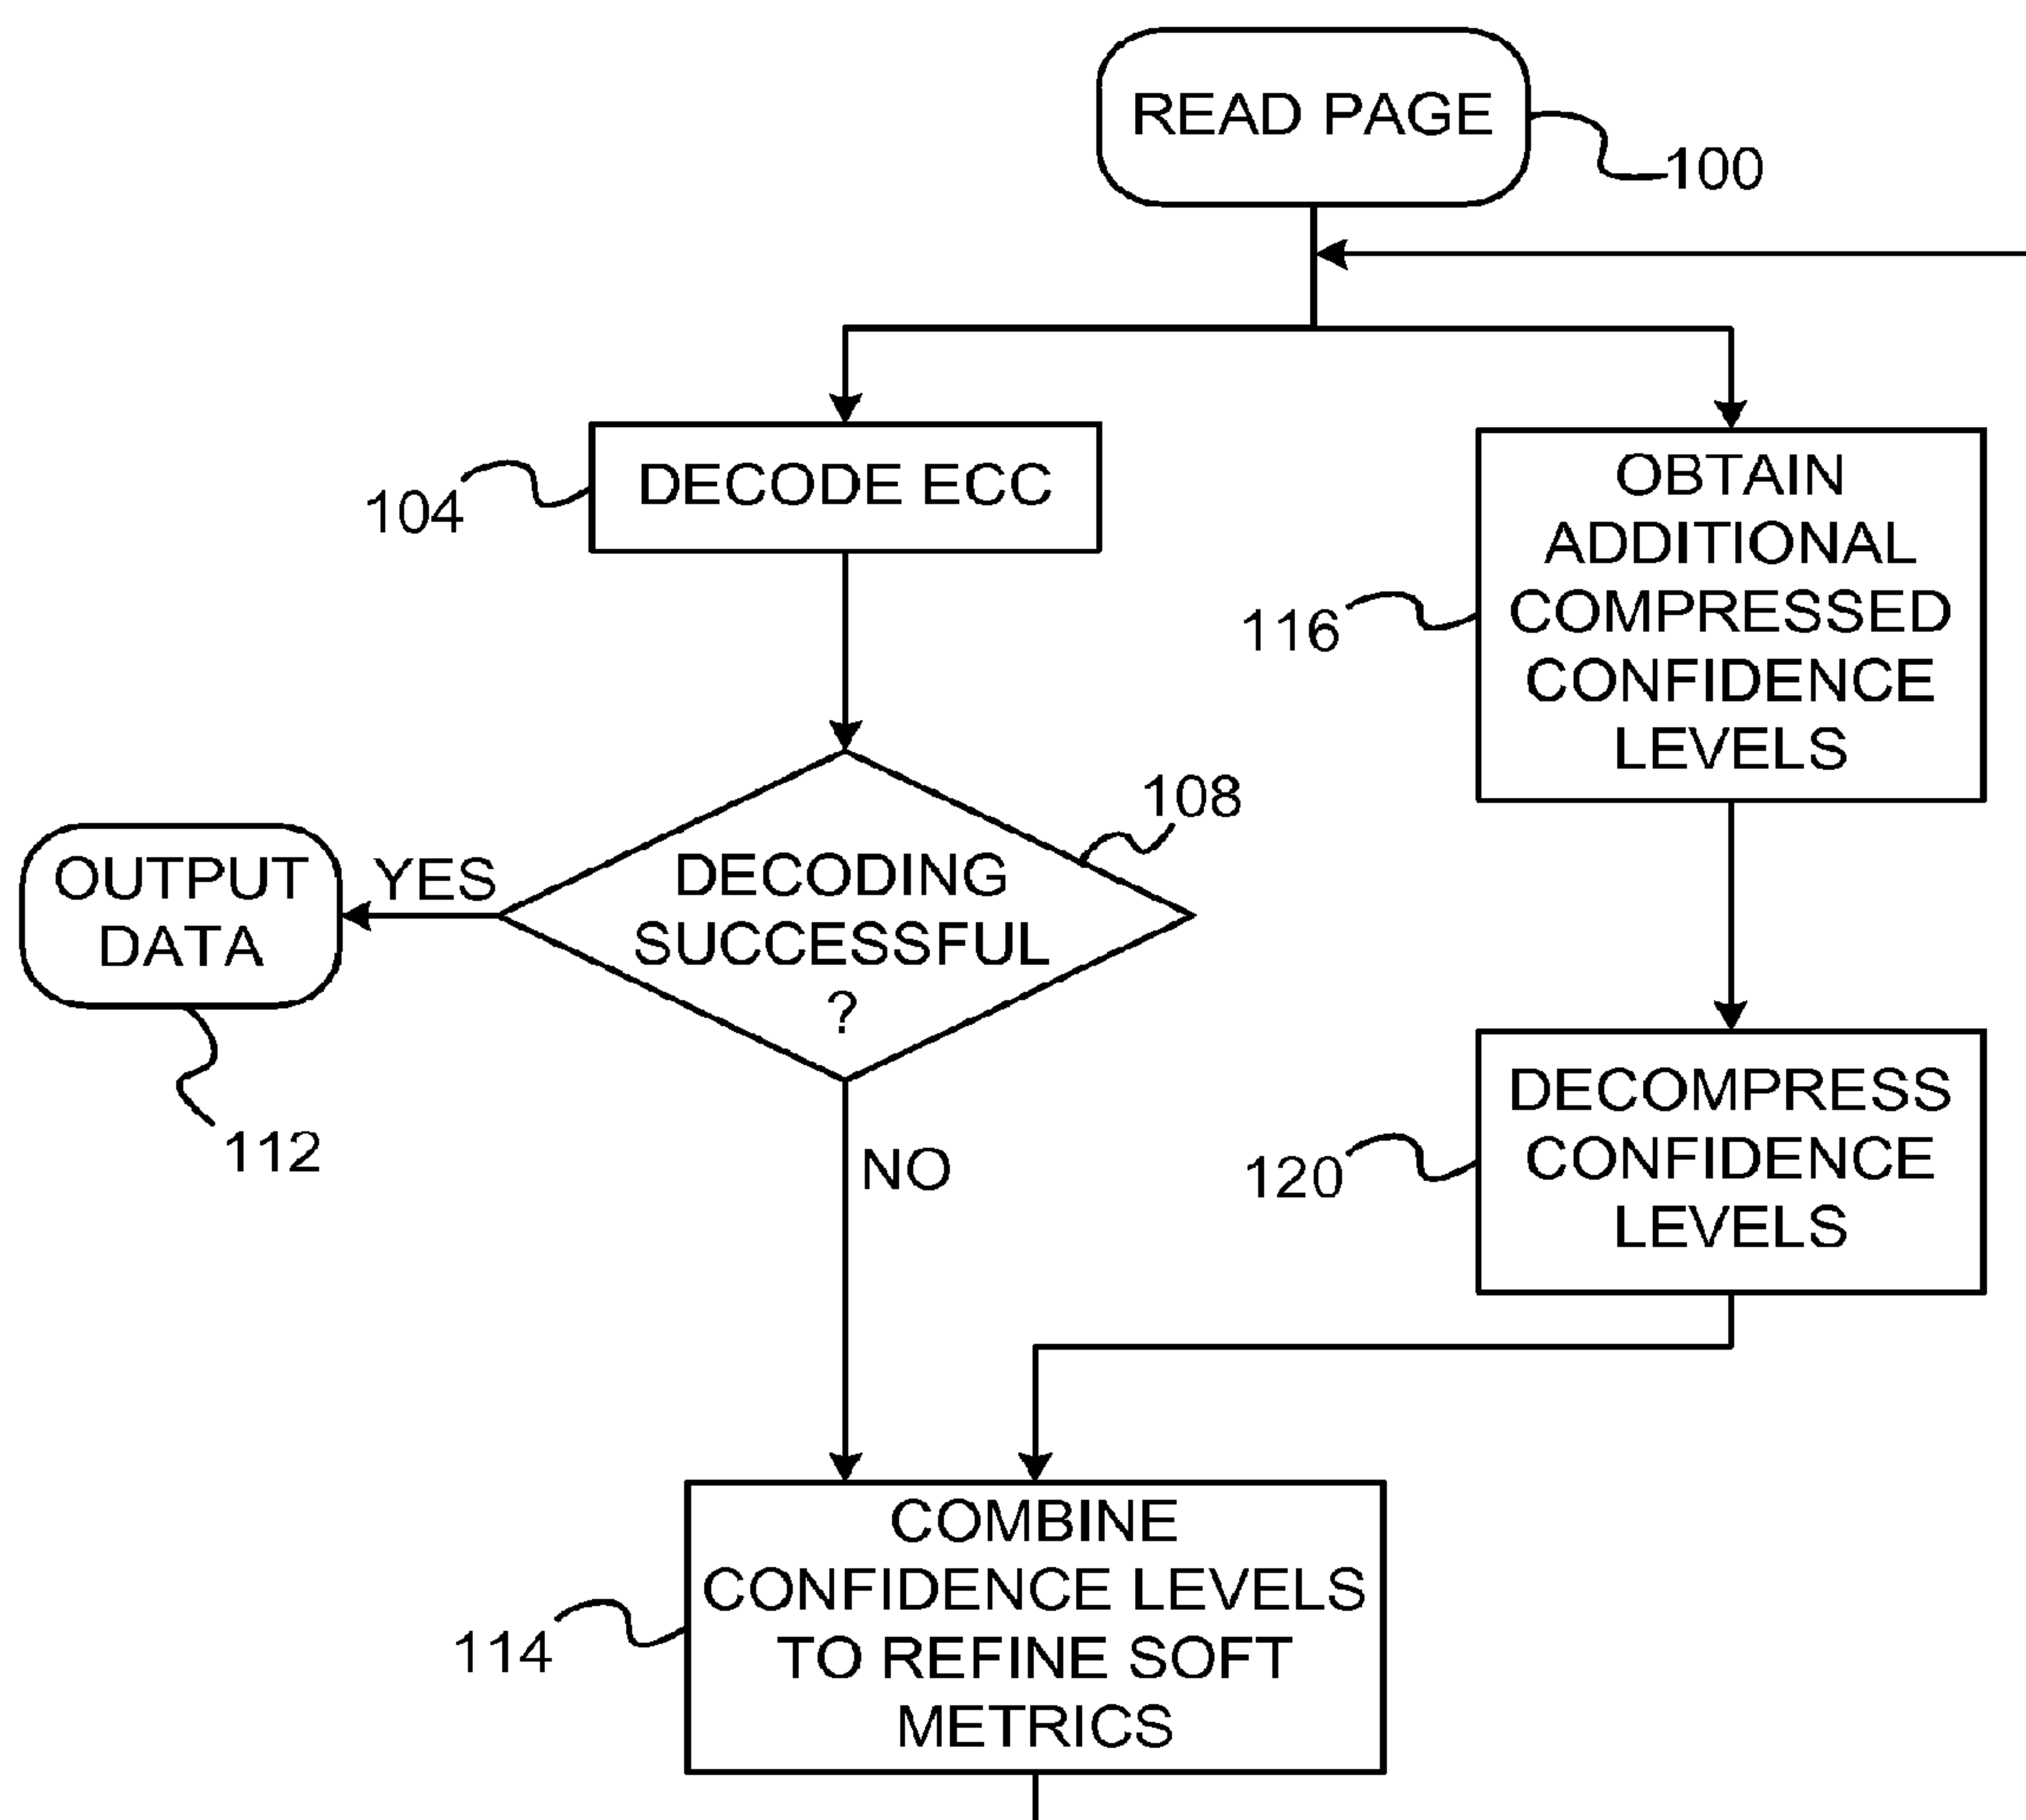 READ PAGE
100
DECODE ECC
104
OBTAIN
ADDITIONAL
COMPRESSED
CONFIDENCE
LEVELS
116
108
DECODING
SUCCESSFUL
?
YES
OUTPUT
DATA
112
NO
DECOMPRESS
CONFIDENCE
LEVELS
120
COMBINE
CONFIDENCE LEVELS
TO REFINE SOFT
METRICS
114